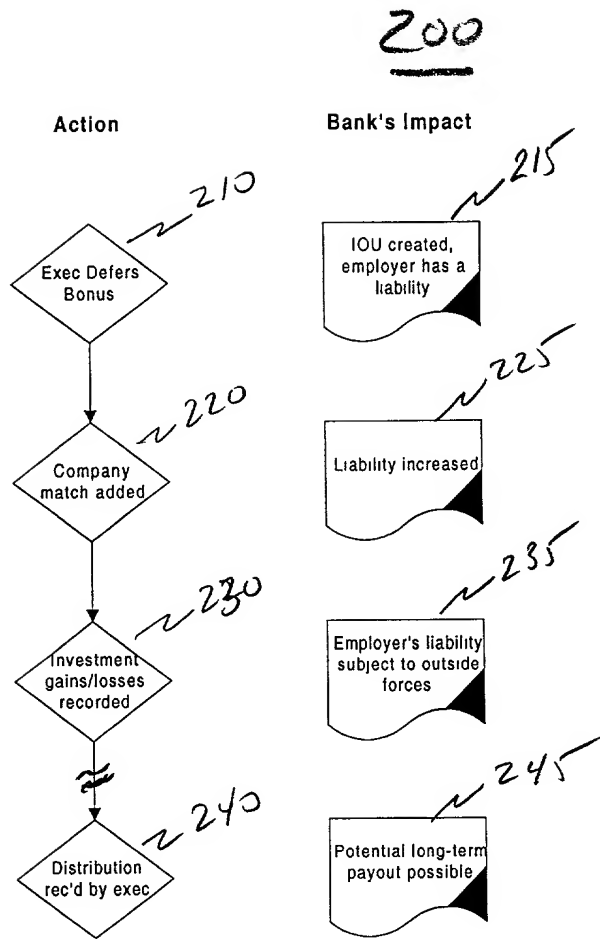 200
Action
Bank's Impact
210
215
Exec Defers
Bonus
IOU created,
employer has a
liability
220
225
Company
match added
Liability increased
230
235
Investment
gains/losses
recorded
Employer's liability
subject to outside
forces
240
245
Distribution
rec'd by exec
Potential long-term
payout possible